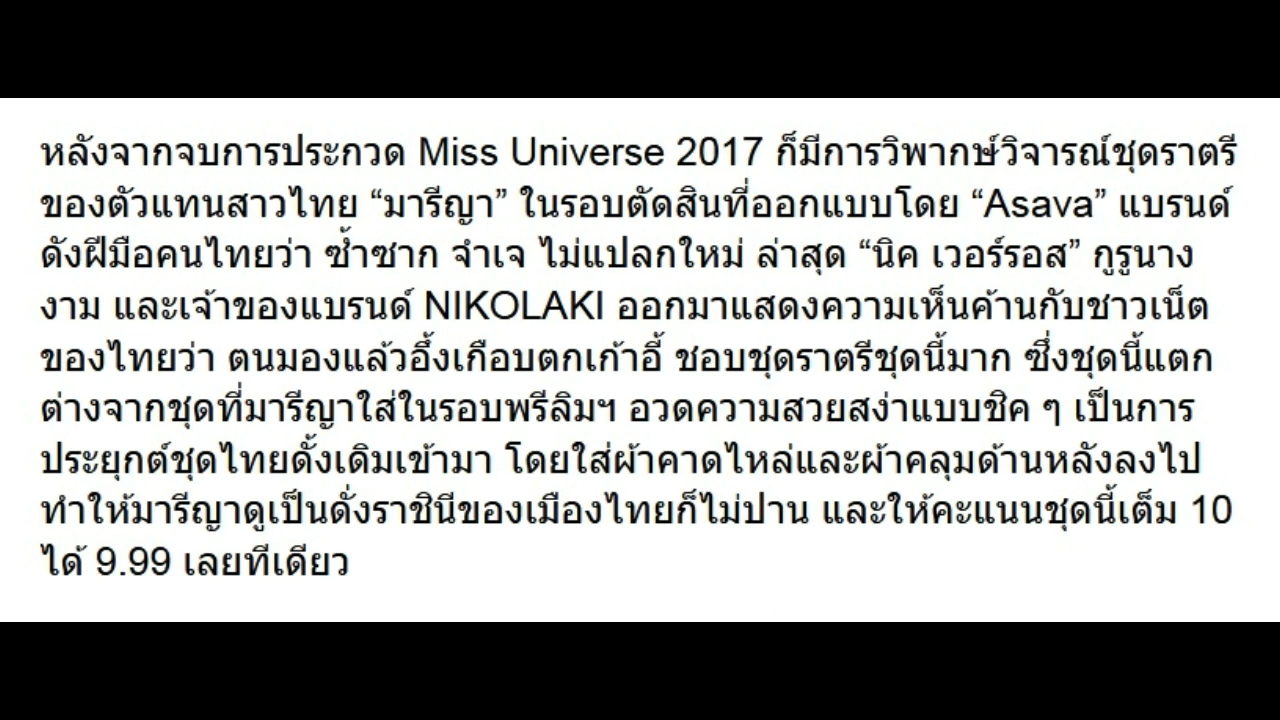 หลังจากจบการประกวด Miss Universe 2017 ก็มีการวิพากษ์วิจารณ์ชุดราตรี
ของตัวแทนสาวไทย “มารีญา” ในรอบตัดสินที่ออกแบบโดย “Asava” แบรนด์
ดังฝีมือคนไทยว่า ซ้ำซาก จำเจ ไม่แปลกใหม่ ล่าสุด “นิค เวอร์รอส” กูรูนาง
งาม และเจ้าของแบรนด์ NIKOLAKI ออกมาแสดงความเห็นค้านกับชาวเน็ต
ของไทยว่า ตนมองแล้วอึ้งเกือบตกเก้าอี้ ชอบชุดราตรีชุดนี้มาก ซึ่งชุดนี้แตก
ต่างจากชุดที่มารีญาใส่ในรอบพรีลิมฯ อวดความสวยสง่าแบบชิค ๆ เป็นการ
ประยุกต์ชุดไทยดั้งเดิมเข้ามา โดยใส่ผ้าคาดไหล่และผ้าคลุมด้านหลังลงไป
ทำให้มารีญาดูเป็นดั่งราชินีของเมืองไทยก็ไม่ปาน และให้คะแนนชุดนี้เต็ม 10
ได้ 9.99 เลยทีเดียว